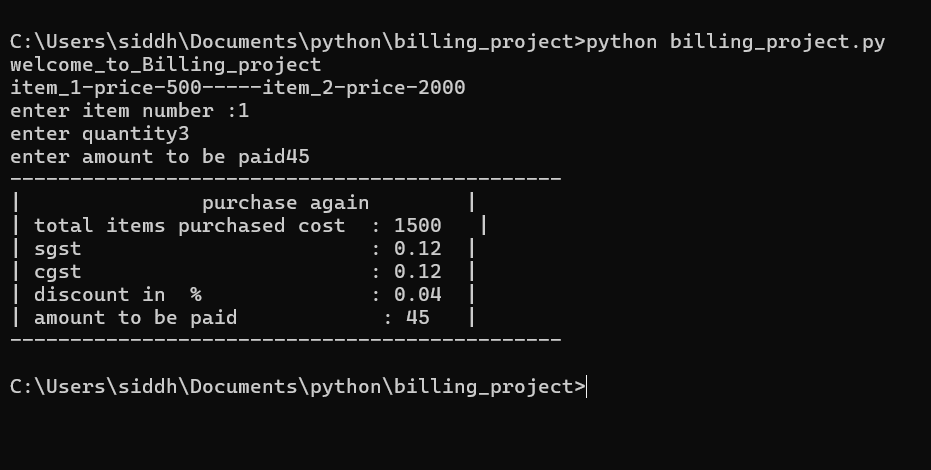 C:\Users\siddh\Documents\python\billing_project>python billing_project.py
welcome_to_Billing_project
item_1-price-500-----item_2-price-2000
enter item number :1
enter quantity3
enter amount to be paid45
----------------------------------------------
|               purchase again        |
| total items purchased cost  : 1500   |
| sgst                        : 0.12  |
| cgst                        : 0.12  |
| discount in  %              : 0.04  |
| amount to be paid            : 45   |
----------------------------------------------
C:\Users\siddh\Documents\python\billing_project>